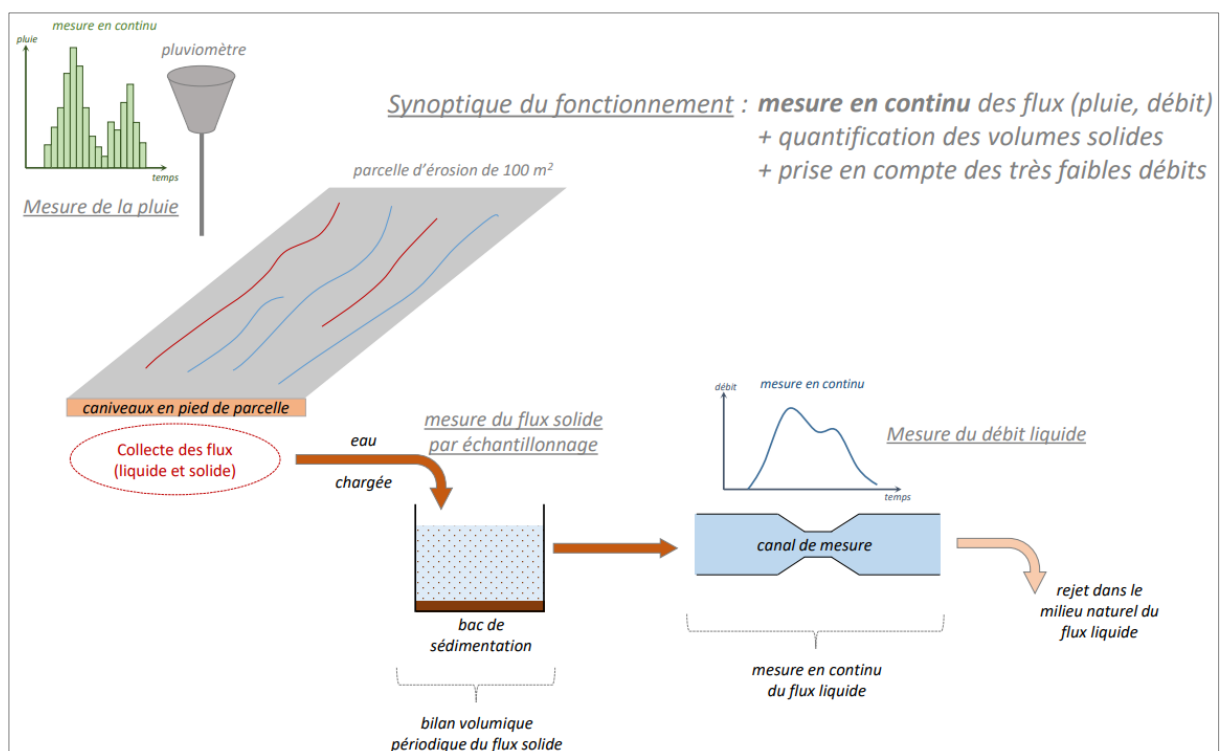 mesure en continu
pluie
temps
pluviomètre
Mesure de la pluie
Synoptique du fonctionnement : mesure en continu des flux (pluie, débit)
+ quantification des volumes solides
+ prise en compte des très faibles débits
parcelle d'érosion de 100 m²
caniveaux en pied de parcelle
Collecte des flux
(liquide et solide)
eau
chargée
mesure du flux solide
par échantillonnage
bac de
sédimentation
bilan volumique
périodique du flux solide
débit
mesure en continu
temps
Mesure du débit liquide
canal de mesure
mesure en continu
du flux liquide
rejet dans le
milieu naturel du
flux liquide